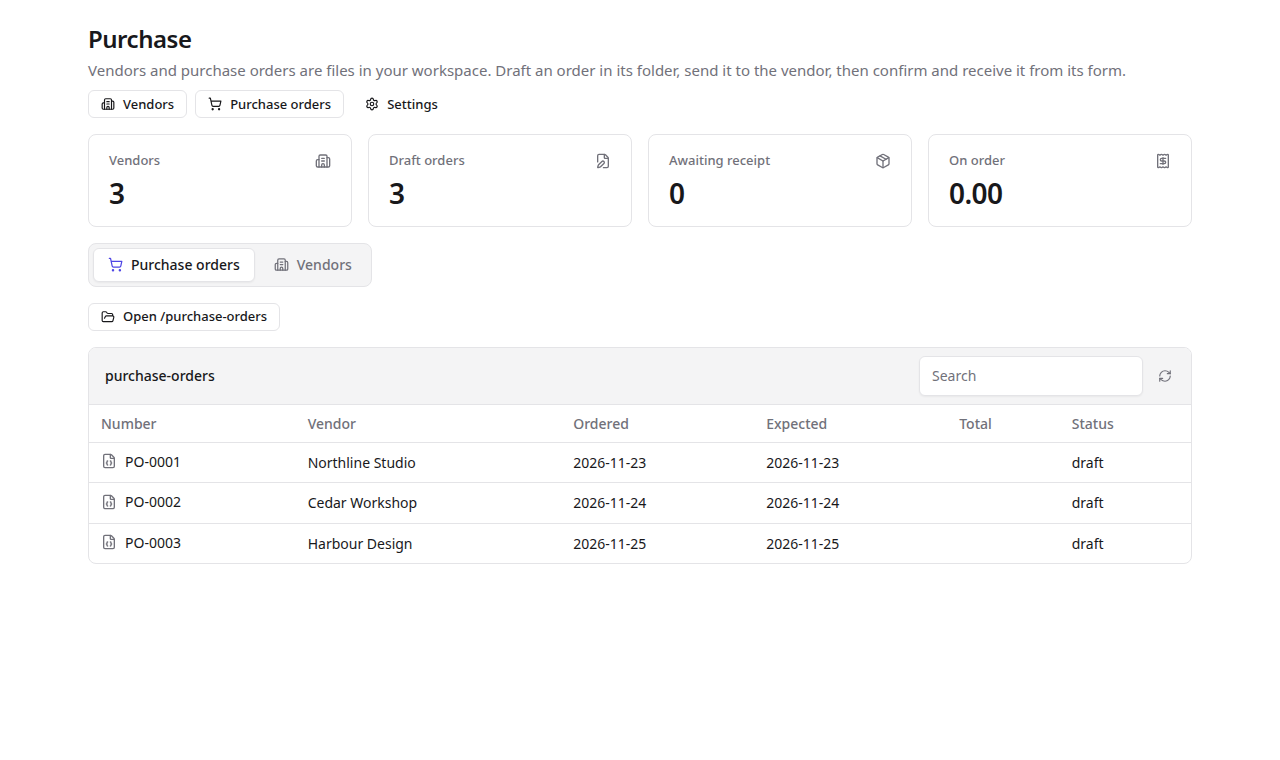 Purchase
Vendors and purchase orders are files in your workspace. Draft an order in its folder, send it to the vendor, then confirm and receive it from its form.
Vendors Purchase orders Settings
Vendors Draft orders Awaiting receipt On order
3 3 0 0.00
Purchase orders Vendors
Open /purchase-orders
purchase-orders Search
Number Vendor Ordered Expected Total Status
PO-0001 Northline Studio 2026-11-23 2026-11-23 draft
PO-0002 Cedar Workshop 2026-11-24 2026-11-24 draft
PO-0003 Harbour Design 2026-11-25 2026-11-25 draft